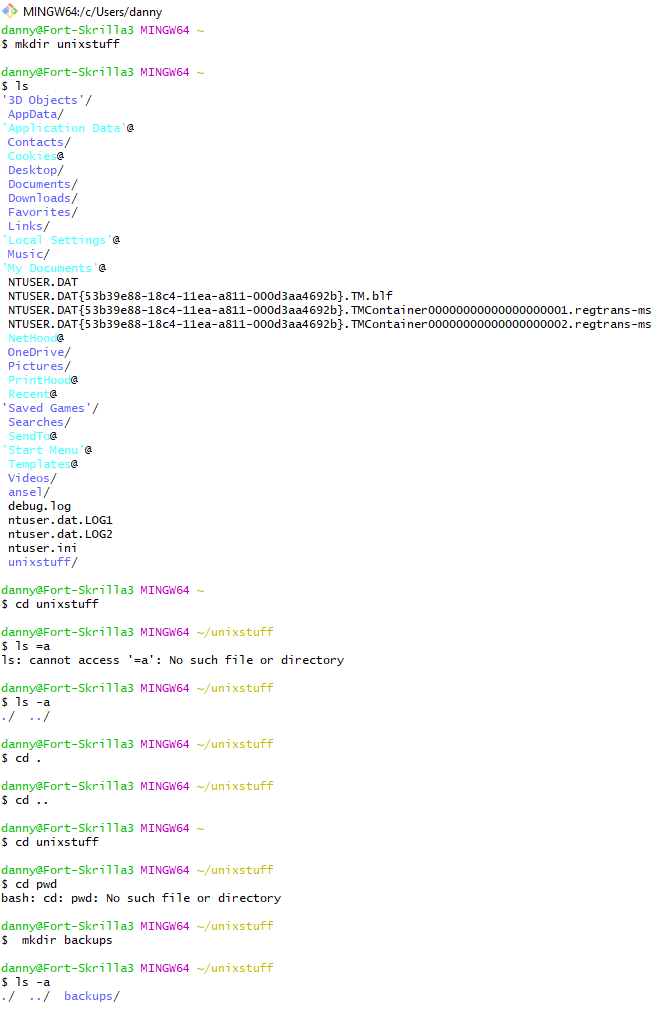 MINGW64:/c/Users/danny
danny@Fort-Skrilla3 MINGW64 ~
$ mkdir unixstuff
danny@Fort-Skrilla3 MINGW64 ~
$ ls
'3D Objects'/
AppData/
'Application Data'@
Contacts/
Cookies@
Desktop/
Documents/
Downloads/
Favorites/
Links/
'Local Settings'@
Music/
'My Documents'@
NTUSER.DAT
NTUSER.DAT{53b39e88-18c4-11ea-a811-000d3aa4692b}.TM.blf
NTUSER.DAT{53b39e88-18c4-11ea-a811-000d3aa4692b}.TMContainer00000000000000000001.regtrans-ms
NTUSER.DAT{53b39e88-18c4-11ea-a811-000d3aa4692b}.TMContainer00000000000000000002.regtrans-ms
NetHood@
OneDrive/
Pictures/
PrintHood@
Recent@
'Saved Games'/
Searches/
SendTo@
'Start Menu'@
Templates@
Videos/
ansel/
debug.log
ntuser.dat.LOG1
ntuser.dat.LOG2
ntuser.ini
unixstuff/
danny@Fort-Skrilla3 MINGW64 ~
$ cd unixstuff
danny@Fort-Skrilla3 MINGW64 ~/unixstuff
$ ls =a
ls: cannot access '=a': No such file or directory
danny@Fort-Skrilla3 MINGW64 ~/unixstuff
$ ls -a
./  ../
danny@Fort-Skrilla3 MINGW64 ~/unixstuff
$ cd .
danny@Fort-Skrilla3 MINGW64 ~/unixstuff
$ cd ..
danny@Fort-Skrilla3 MINGW64 ~
$ cd unixstuff
danny@Fort-Skrilla3 MINGW64 ~/unixstuff
$ cd pwd
bash: cd: pwd: No such file or directory
danny@Fort-Skrilla3 MINGW64 ~/unixstuff
$  mkdir backups
danny@Fort-Skrilla3 MINGW64 ~/unixstuff
$ ls -a
./  ../  backups/